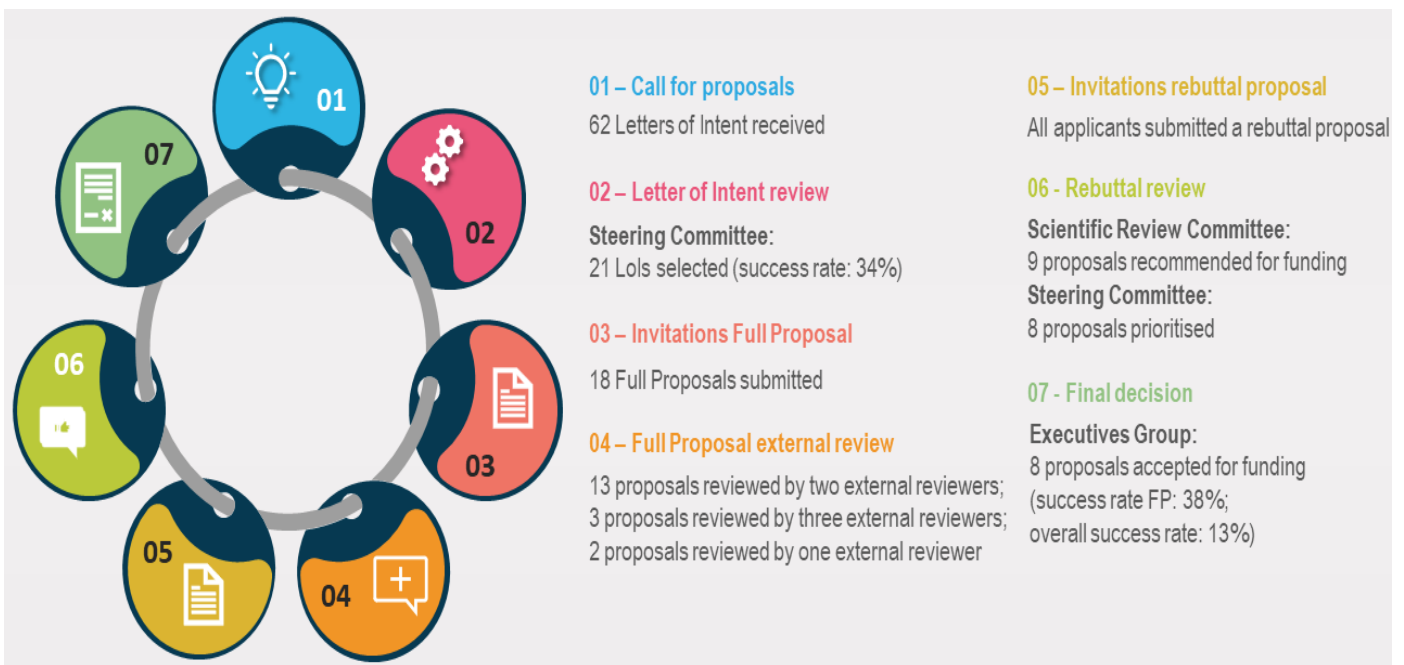 01
02
03
04
05
06
07
01 – Call for proposals
62 Letters of Intent received
02 – Letter of Intent review
Steering Committee:
21 LoIs selected (success rate: 34%)
03 – Invitations Full Proposal
18 Full Proposals submitted
04 – Full Proposal external review
13 proposals reviewed by two external reviewers;
3 proposals reviewed by three external reviewers;
2 proposals reviewed by one external reviewer
05 – Invitations rebuttal proposal
All applicants submitted a rebuttal proposal
06 - Rebuttal review
Scientific Review Committee:
9 proposals recommended for funding
Steering Committee:
8 proposals prioritised
07 - Final decision
Executives Group:
8 proposals accepted for funding
(success rate FP: 38%;
overall success rate: 13%)